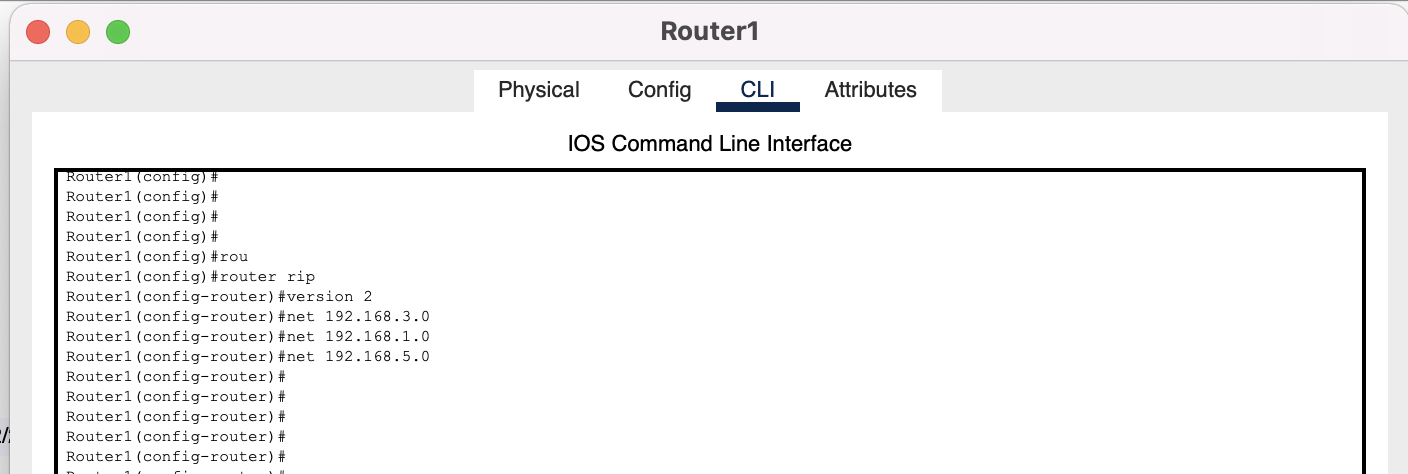 Router1
Physical Config CLI Attributes
IOS Command Line Interface
Router1(config)#
Router1(config)#
Router1(config)#
Router1(config)#
Router1(config)#rou
Router1(config)#router rip
Router1(config-router)#version 2
Router1(config-router)#net 192.168.3.0
Router1(config-router)#net 192.168.1.0
Router1(config-router)#net 192.168.5.0
Router1(config-router)#
Router1(config-router)#
Router1(config-router)#
Router1(config-router)#
Router1(config-router)#